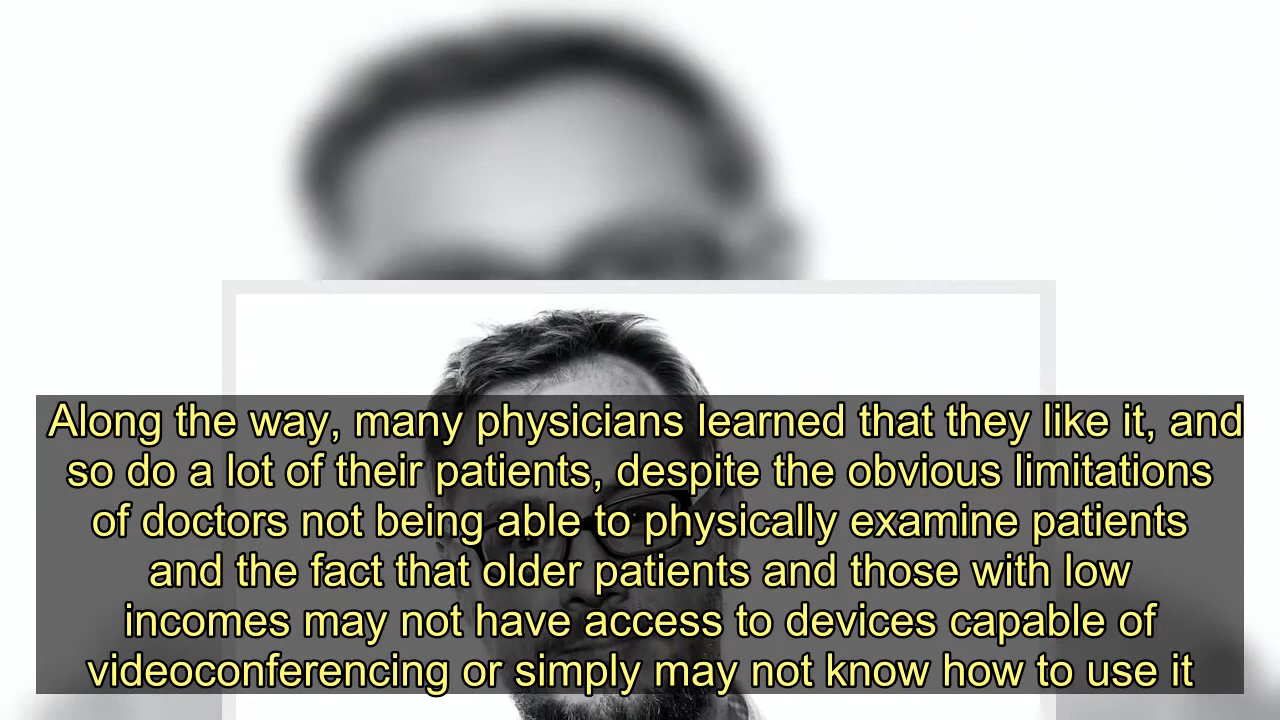 Along the way, many physicians learned that they like it, and
so do a lot of their patients, despite the obvious limitations
of doctors not being able to physically examine patients
and the fact that older patients and those with low
incomes may not have access to devices capable of
videoconferencing or simply may not know how to use it